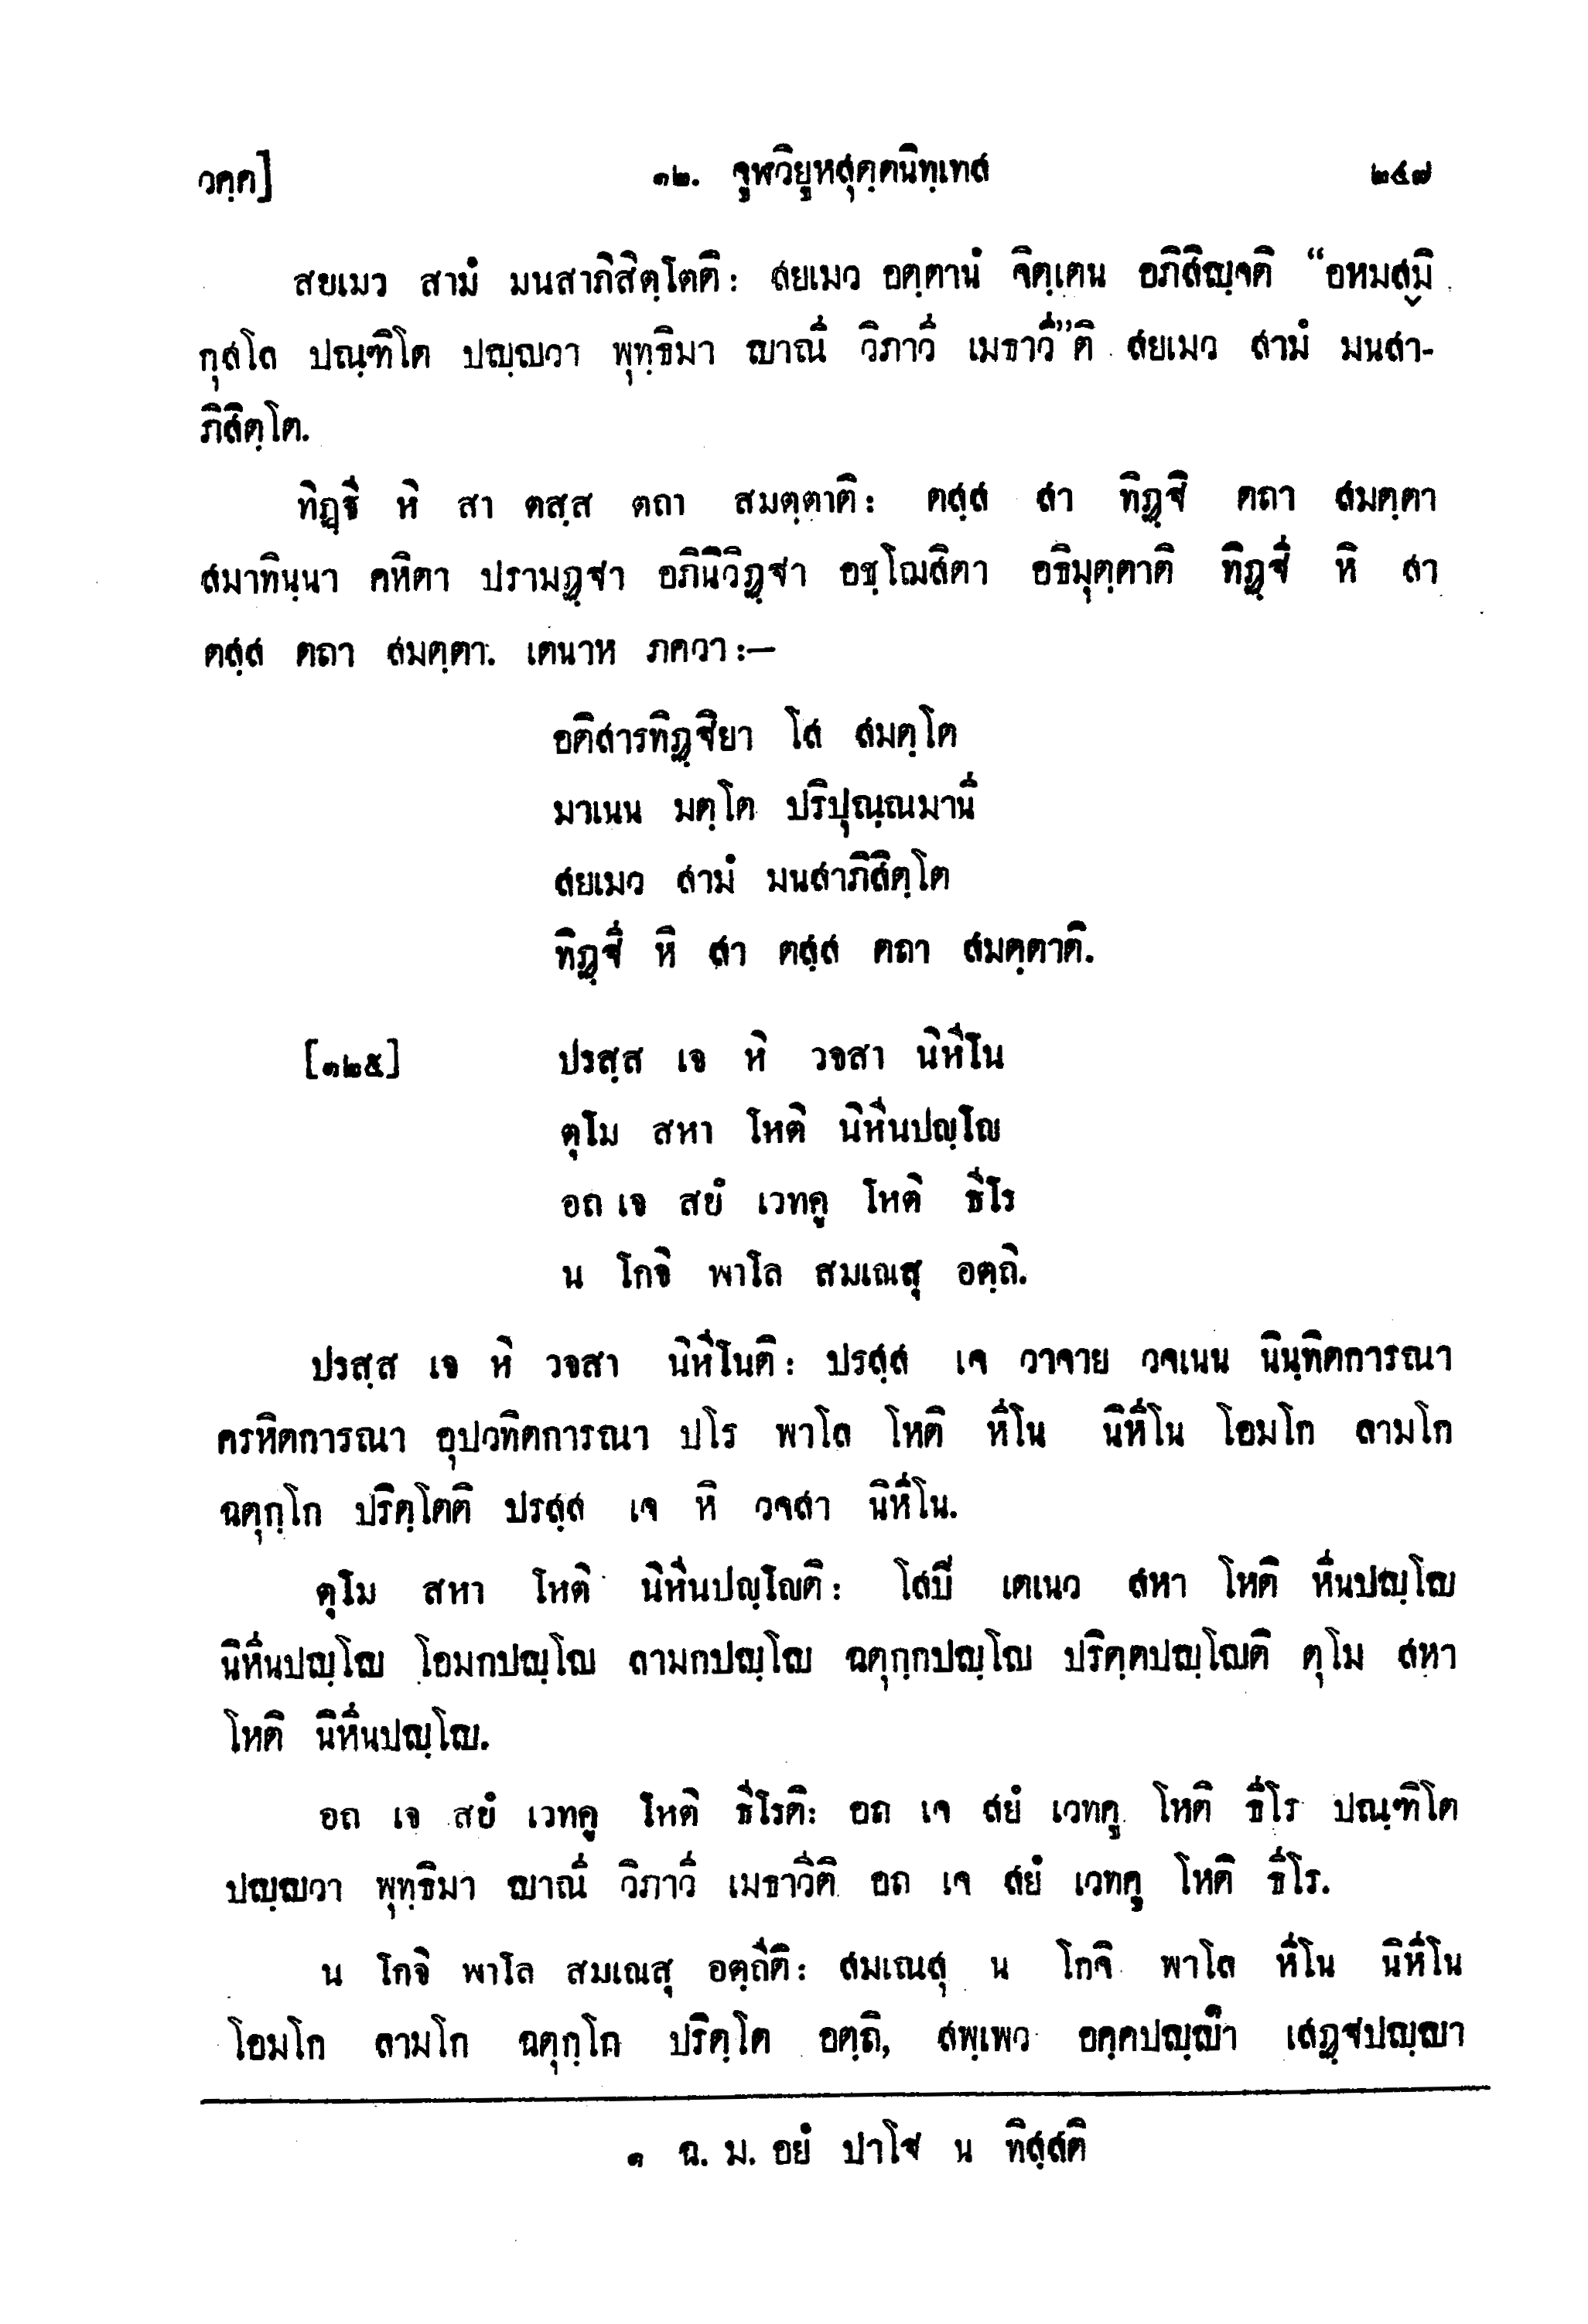 วคฺค]	๑๒. จูฬวิยูหสุตฺตนิทฺเทส	๒๔๗
สยเมว สามํ มนสาภิสิตฺโตติ: สยเมว อตฺตานํ จิตฺเตน อภิสิญฺจติ “อหมสฺมิ
กุสโล ปณฺฑิโต ปญฺญวา พุทฺธิมา ญาณี วิภาวี เมธาวี”ติ สยเมว สามํ มนสา-
ภิสิตฺโต.
ทิฏฺฐี หิ สา ตสฺส ตถา สมตฺตาติ: ตสฺส สา ทิฏฺฐิ ตถา สมตฺตา
สมาทินฺนา คหิตา ปรามฏฺฐา อภินิวิฏฺฐา อชฺโฌสิตา อธิมุตฺตาติ ทิฏฺฐี หิ สา
ตสฺส ตถา สมตฺตา. เตนาห ภควา :—
อติสารทิฏฺฐิยา โส สมตฺโต
มาเนน มตฺโต ปริปุณฺณมานี
สยเมว สามํ มนสาภิสิตฺโต
ทิฏฺฐี หิ สา ตสฺส ตถา สมตฺตาติ.
[๑๒๕]	ปรสฺส เจ หิ วจสา นิหีโน
ตุโม สหา โหติ นิหีนปญฺโญ
อถ เจ สยํ เวทคู โหติ ธีโร
น โกจิ พาโล สมเณสุ อตฺถิ.
ปรสฺส เจ หิ วจสา นิหีโนติ: ปรสฺส เจ วาจาย วจเนน นินฺทิตการณา
ครหิตการณา อุปวทิตการณา ปโร พาโล โหติ หีโน นิหีโน โอมโก ลามโก
ฉตุกฺโก ปริตฺโตติ ปรสฺส เจ หิ วจสา นิหีโน.
ตุโม สหา โหติ นิหีนปญฺโญติ: โสปิ เตเนว สหา โหติ หีนปญฺโญ
นิหีนปญฺโญ โอมกปญฺโญ ลามกปญฺโญ ฉตุกฺกปญฺโญ ปริตฺตปญฺโญติ ตุโม สหา
โหติ นิหีนปญฺโญ.
อถ เจ สยํ เวทคู โหติ ธีโรติ: อถ เจ สยํ เวทคู โหติ ธีโร ปณฺฑิโต
ปญฺญวา พุทฺธิมา ญาณี วิภาวี เมธาวีติ อถ เจ สยํ เวทคู โหติ ธีโร.
น โกจิ พาโล สมเณสุ อตฺถีติ: สมเณสุ น โกจิ พาโล หีโน นิหีโน
โอมโก ลามโก ฉตุกฺโก ปริตฺโต อตฺถิ, สพฺเพว อคฺคปญฺญา๑ เสฏฺฐปญฺญา
๑ ฉ. ม. อยํ ปาโฐ น ทิสฺสติ